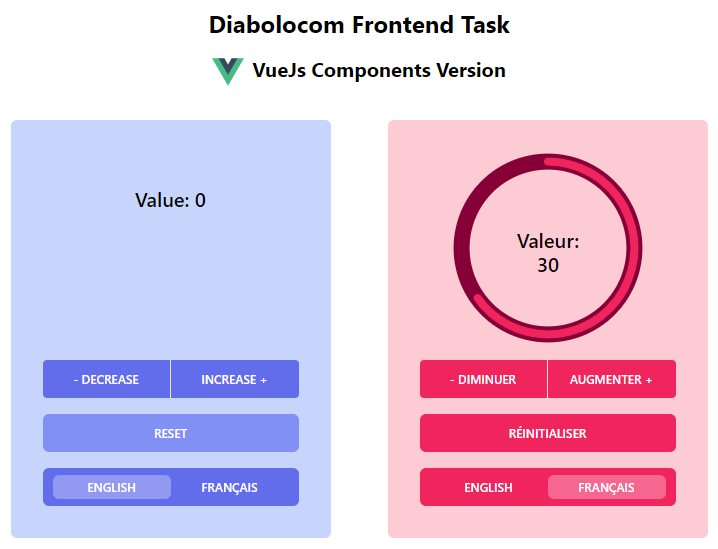 Diabolocom Frontend Task
VueJs Components Version
Value: 0
- DECREASE
INCREASE +
RESET
ENGLISH
FRANÇAIS
Valeur:
30
- DIMINUER
AUGMENTER +
RÉINITIALISER
ENGLISH
FRANÇAIS